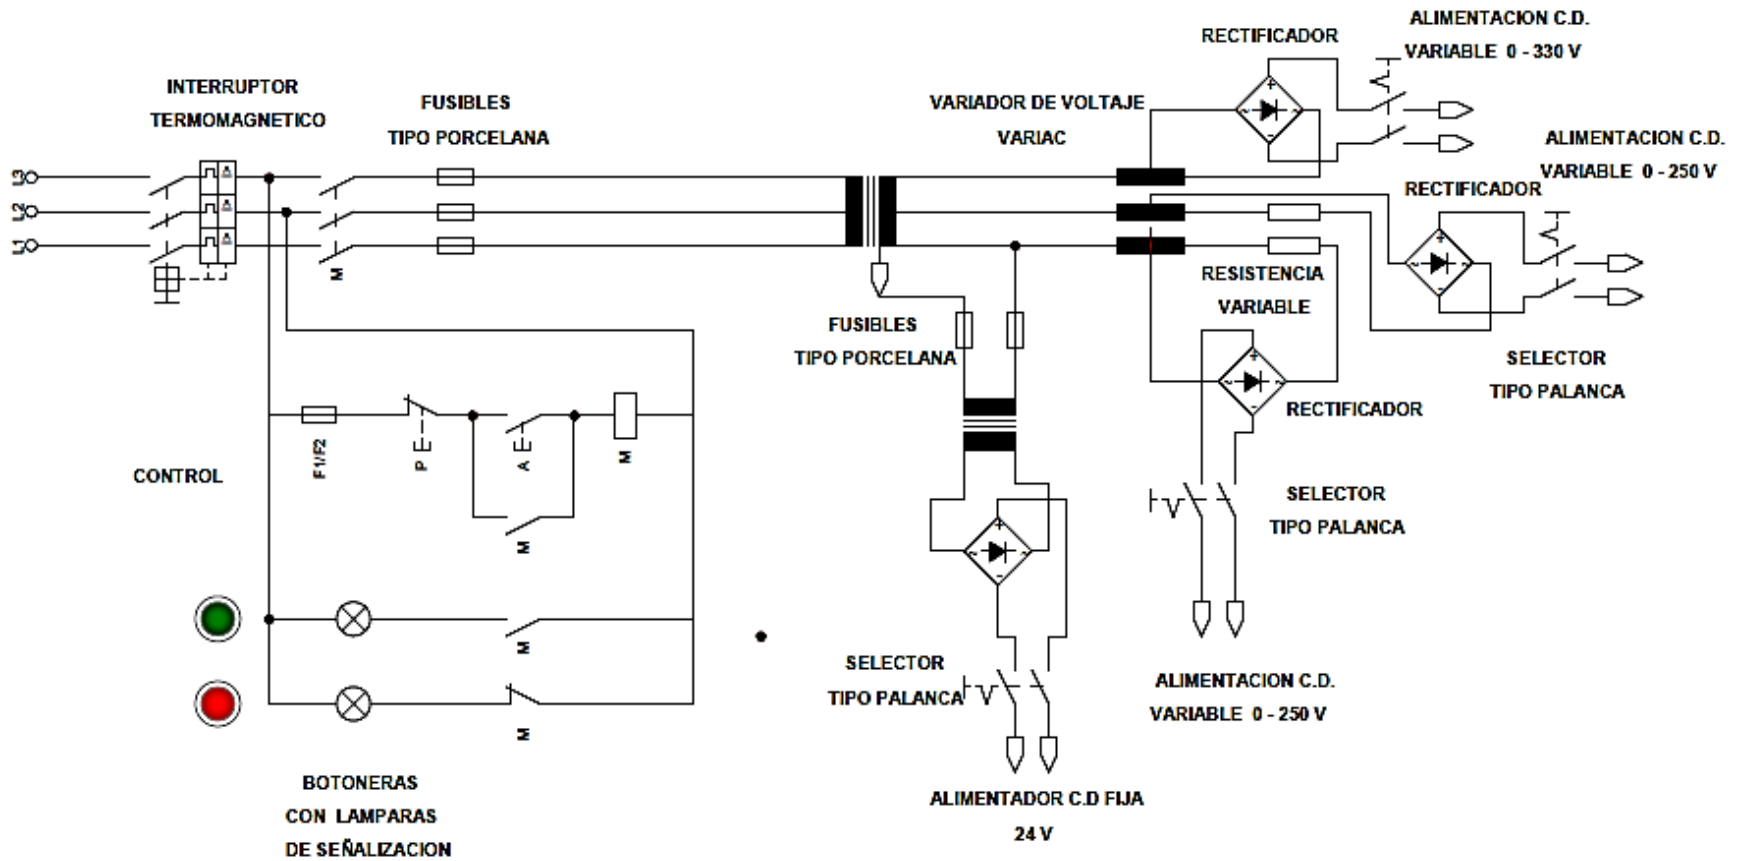 ALIMENTACION C.D.
VARIABLE 0 - 330 V
RECTIFICADOR
INTERRUPTOR
TERMOMAGNETICO
FUSIBLES
TIPO PORCELANA
VARIADOR DE VOLTAJE
VARIAC
ALIMENTACION C.D.
VARIABLE 0 - 250 V
RECTIFICADOR
L3
L2
L1
M
RESISTENCIA
VARIABLE
FUSIBLES
TIPO PORCELANA
SELECTOR
TIPO PALANCA
RECTIFICADOR
F1/F2
P
A
M
CONTROL
M
SELECTOR
TIPO PALANCA
M
SELECTOR
TIPO PALANCA
M
ALIMENTACION C.D.
VARIABLE 0 - 250 V
BOTONERAS
CON LAMPARAS
DE SEÑALIZACION
ALIMENTADOR C.D FIJA
24 V